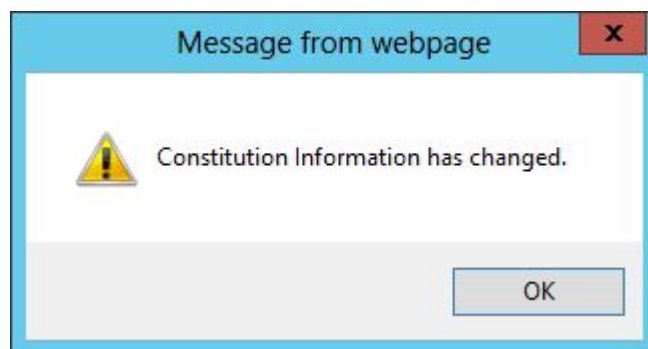 Message from webpage
x
Constitution Information has changed.
OK